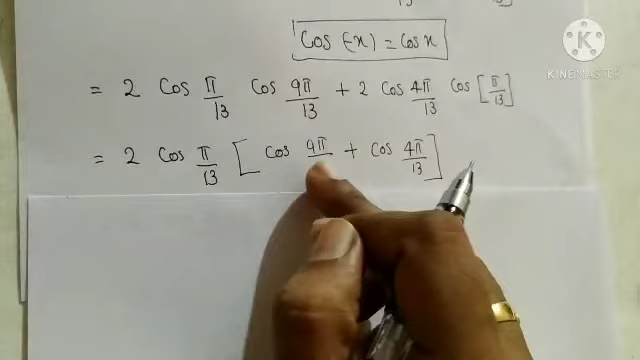 13
Cos (-x) = Cos x
= 2 Cos π/13 Cos 9π/13 + 2 Cos 4π/13 Cos [π/13]
= 2 Cos π/13 [ Cos 9π + Cos 4π/13 ]
KINEMASTER